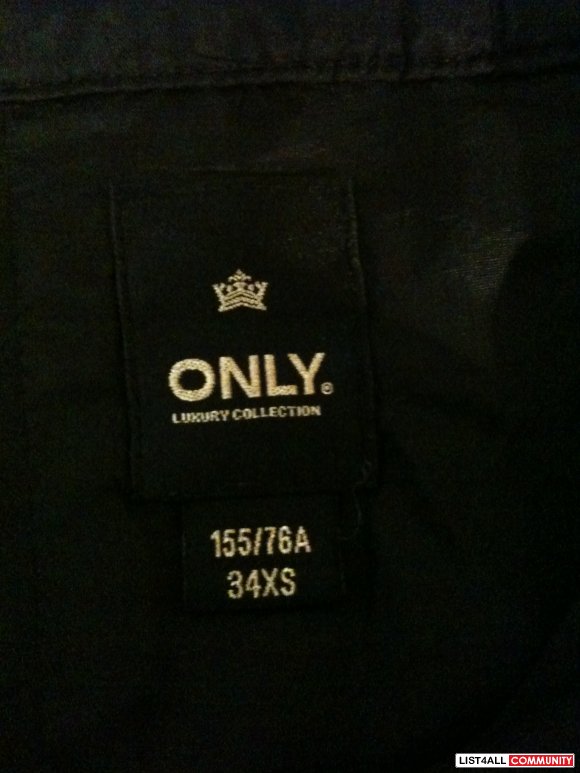 ONLY®
LUXURY COLLECTION
155/76A
34XS
LIST4ALL COMMUNITY